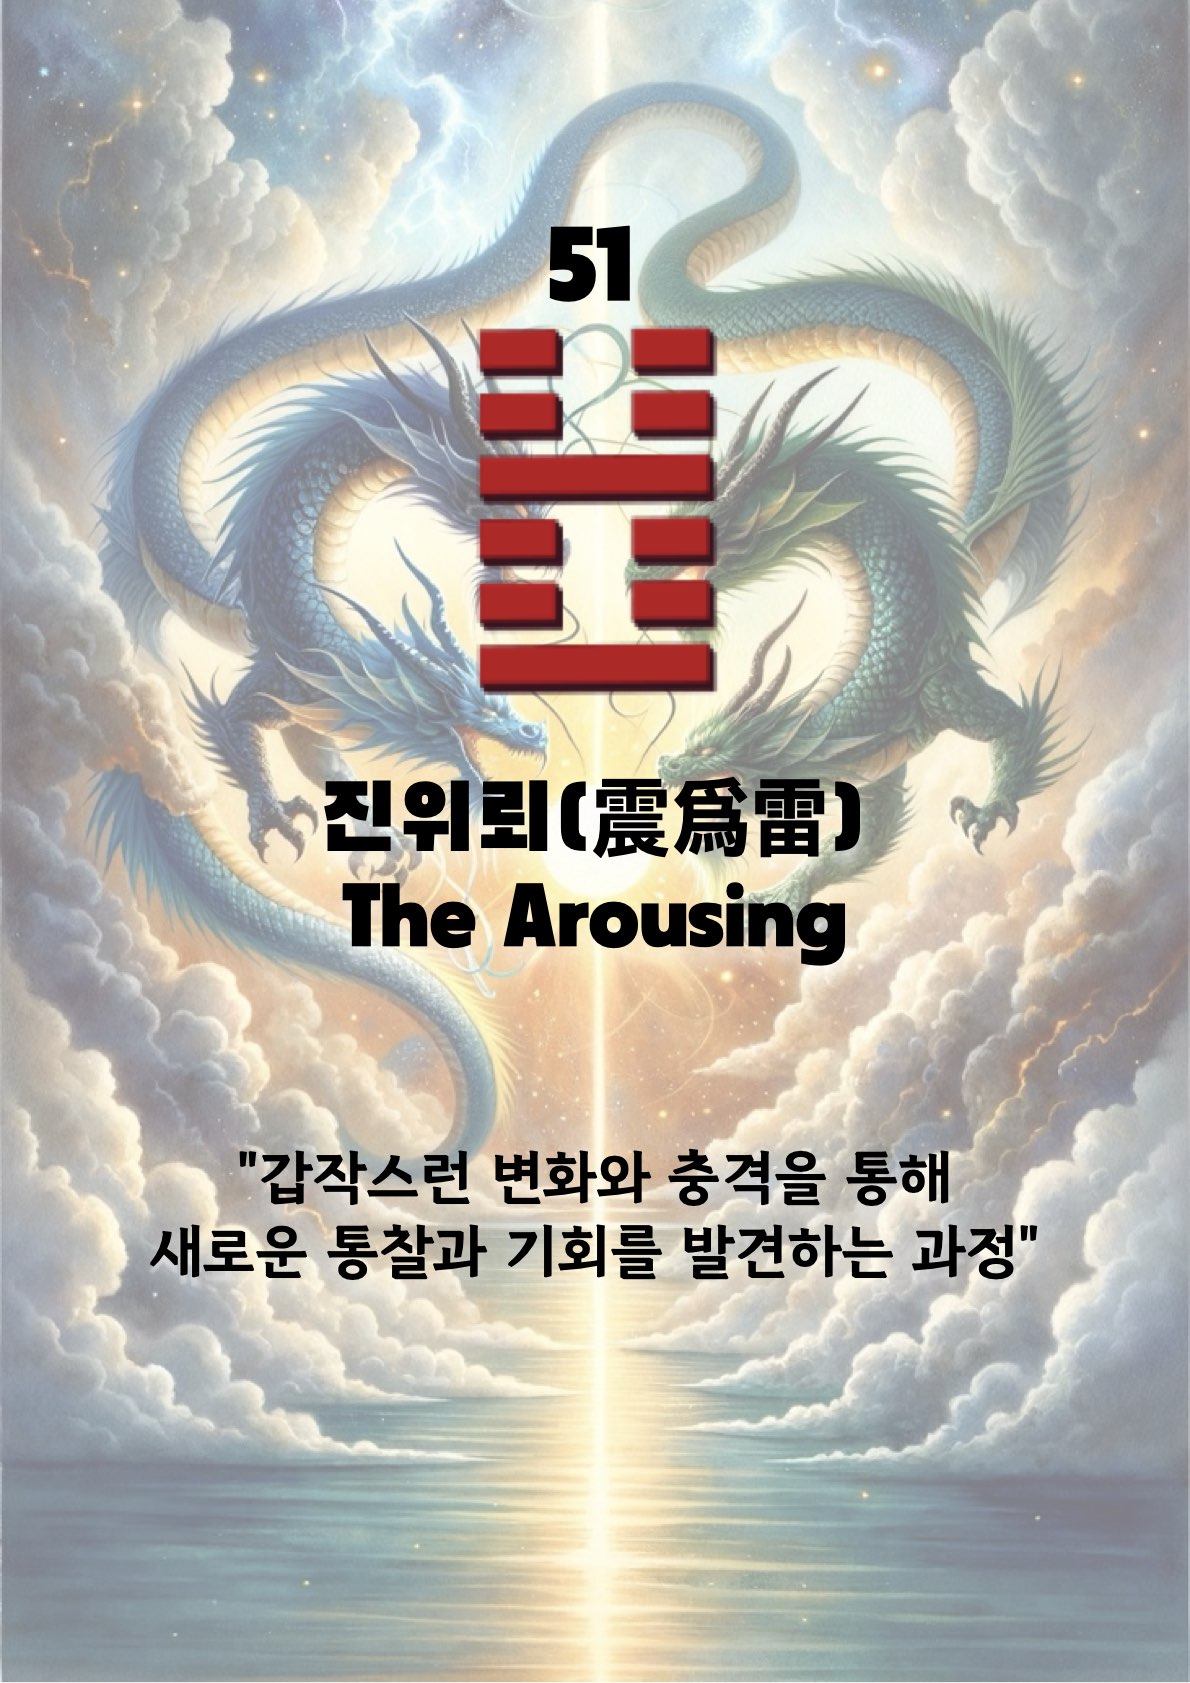 51
진위뢰(震爲雷)
The Arousing
"갑작스런 변화와 충격을 통해
새로운 통찰과 기회를 발견하는 과정"